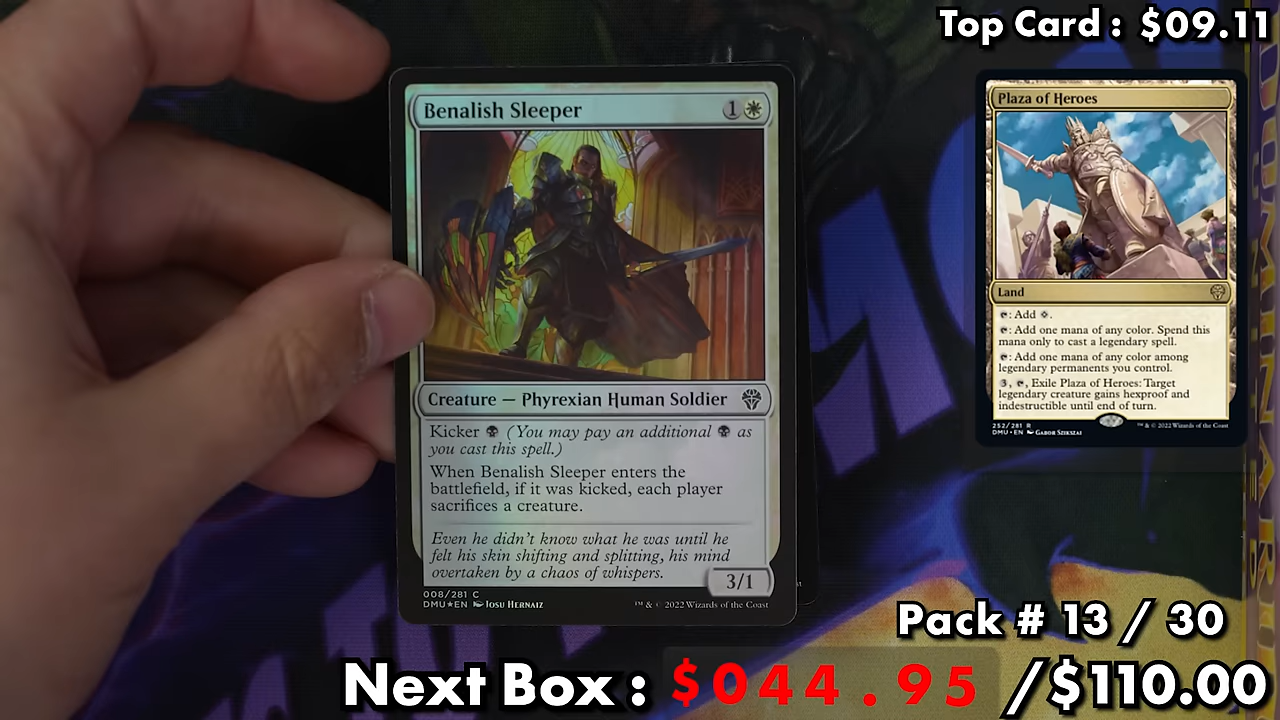 Top Card : $09.11
Benalish Sleeper 1
Creature — Phyrexian Human Soldier
Kicker (You may pay an additional as
you cast this spell.)
When Benalish Sleeper enters the
battlefield, if it was kicked, each player
sacrifices a creature.
Even he didn't know what he was until he
felt his skin shifting and splitting, his mind
overtaken by a chaos of whispers.
3/1
008/281 C
DMU★EN Iosu Hernaiz
™ & © 2022 Wizards of the Coast
Plaza of Heroes
Land
: Add .
: Add one mana of any color. Spend this
mana only to cast a legendary spell.
: Add one mana of any color among
legendary permanents you control.
3, , Exile Plaza of Heroes: Target
legendary creature gains hexproof and
indestructible until end of turn.
252/281 R
DMU • EN Gabor Szikszai
™ & © 2022 Wizards of the Coast
Pack # 13 / 30
Next Box : $044.95 /$110.00